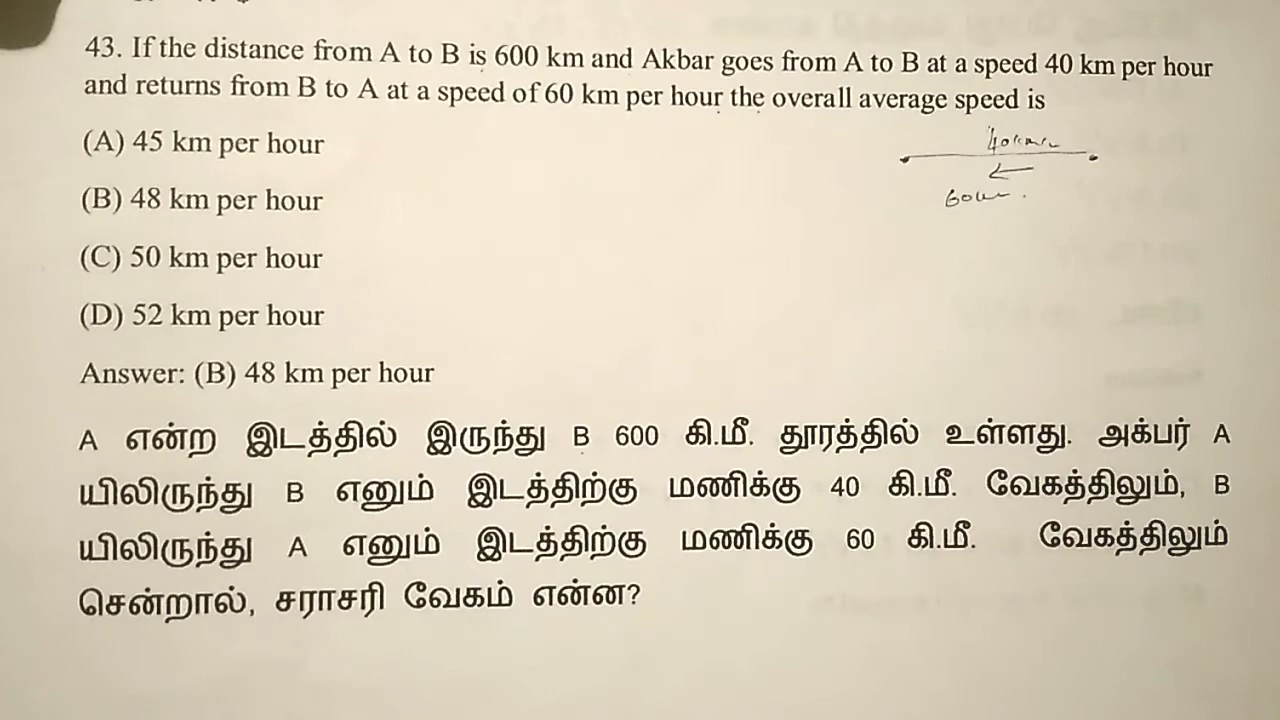 43. If the distance from A to B is 600 km and Akbar goes from A to B at a speed 40 km per hour
and returns from B to A at a speed of 60 km per hour the overall average speed is
(A) 45 km per hour
(B) 48 km per hour
(C) 50 km per hour
(D) 52 km per hour
Answer: (B) 48 km per hour
A என்ற இடத்தில் இருந்து B 600 கி.மீ. தூரத்தில் உள்ளது. அக்பர் A
யிலிருந்து B எனும் இடத்திற்கு மணிக்கு 40 கி.மீ. வேகத்திலும், B
யிலிருந்து A எனும் இடத்திற்கு மணிக்கு 60 கி.மீ. வேகத்திலும்
சென்றால், சராசரி வேகம் என்ன?